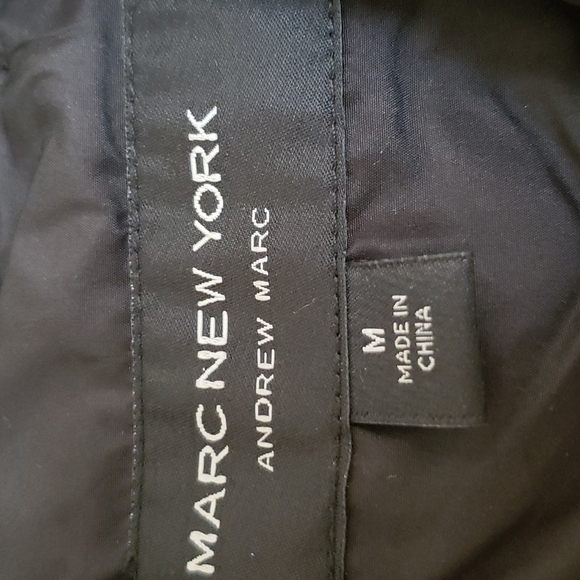 MARC NEW YORK
ANDREW MARC
M
MADE IN
CHINA